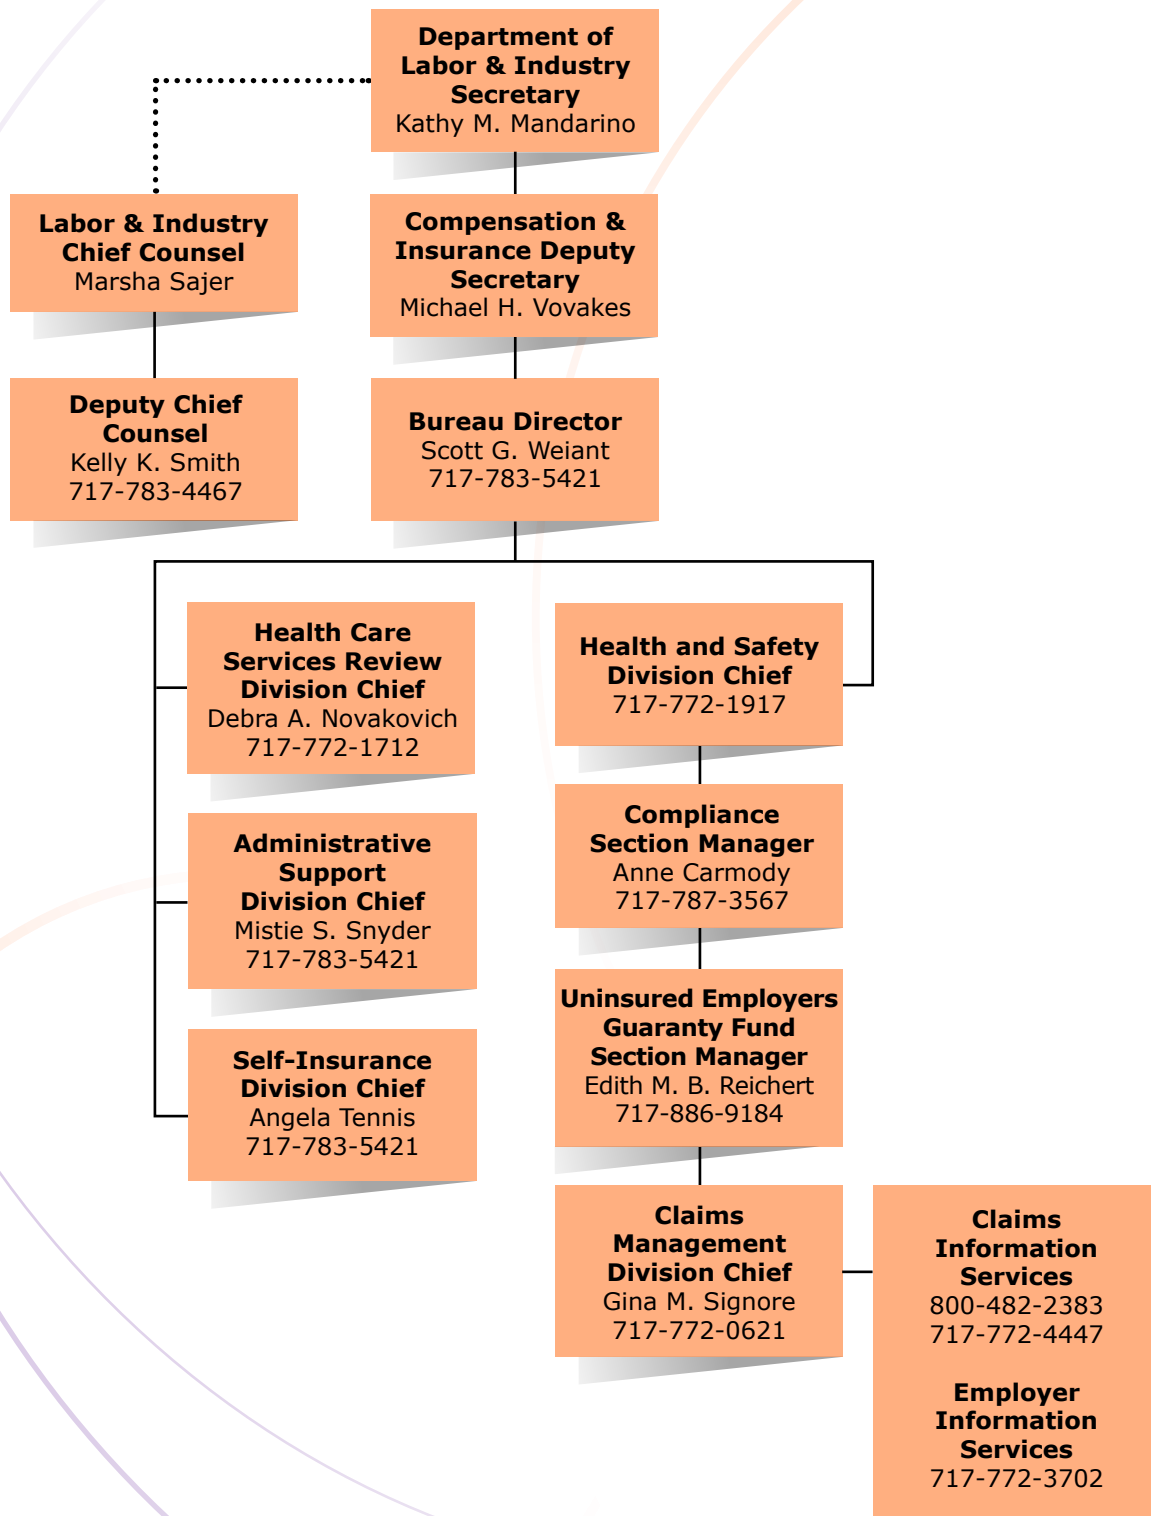 Department of
Labor & Industry
Secretary
Kathy M. Mandarino
Labor & Industry
Chief Counsel
Marsha Sajer
Compensation &
Insurance Deputy
Secretary
Michael H. Vovakes
Deputy Chief
Counsel
Kelly K. Smith
717-783-4467
Bureau Director
Scott G. Weiant
717-783-5421
Health Care
Services Review
Division Chief
Debra A. Novakovich
717-772-1712
Administrative
Support
Division Chief
Mistie S. Snyder
717-783-5421
Self-Insurance
Division Chief
Angela Tennis
717-783-5421
Health and Safety
Division Chief
717-772-1917
Compliance
Section Manager
Anne Carmody
717-787-3567
Uninsured Employers
Guaranty Fund
Section Manager
Edith M. B. Reichert
717-886-9184
Claims
Management
Division Chief
Gina M. Signore
717-772-0621
Claims
Information
Services
800-482-2383
717-772-4447
Employer
Information
Services
717-772-3702